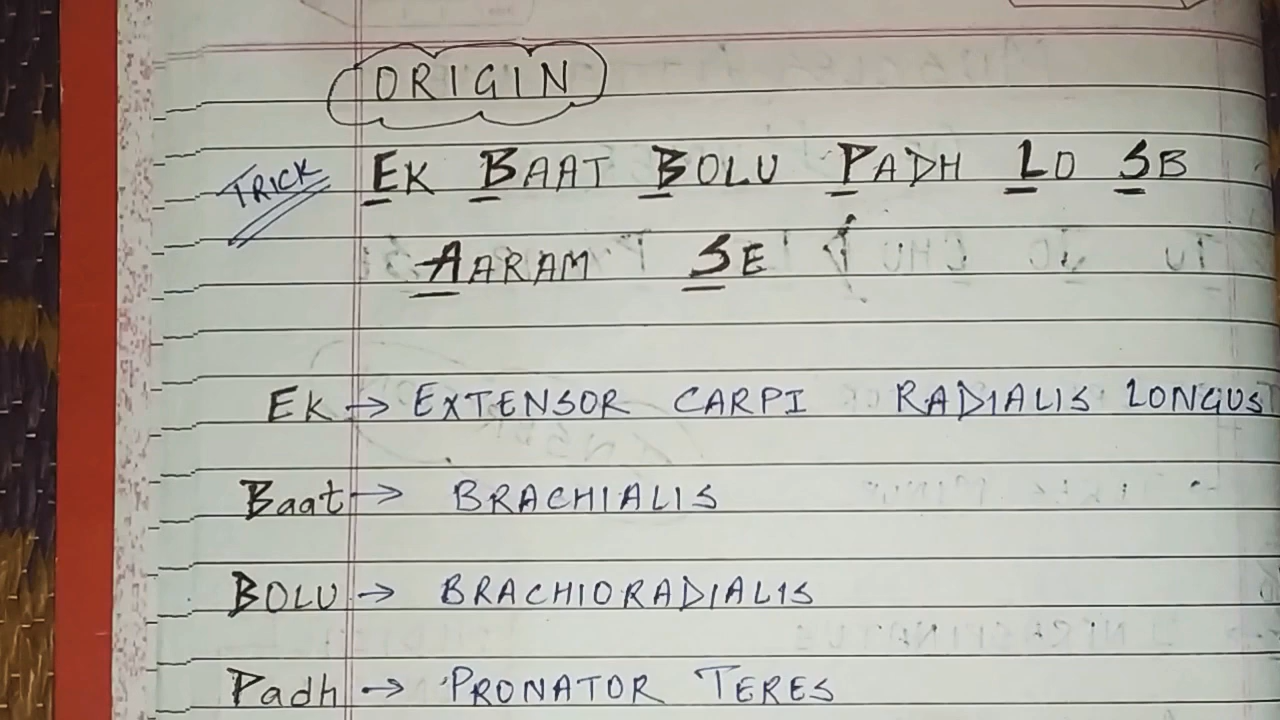 ORIGIN
TRICK EK BAAT BOLU PADH LO SB
AARAM SE
EK → EXTENSOR CARPI RADIALIS LONGUS
Baat → BRACHIALIS
BOLU → BRACHIORADIALIS
Padh → PRONATOR TERES